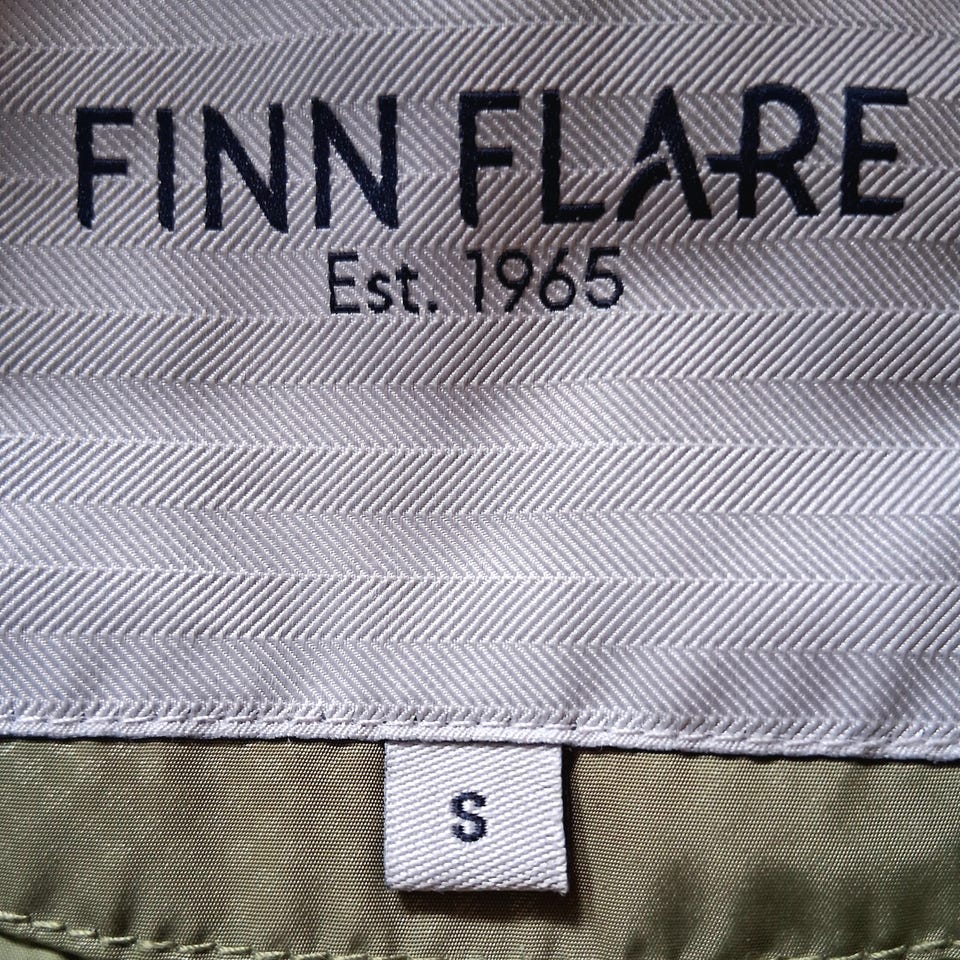 FINN FLARE
Est. 1965
S